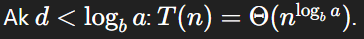 Ak d < log_b a: T(n) = Θ(n^{log_b a}).